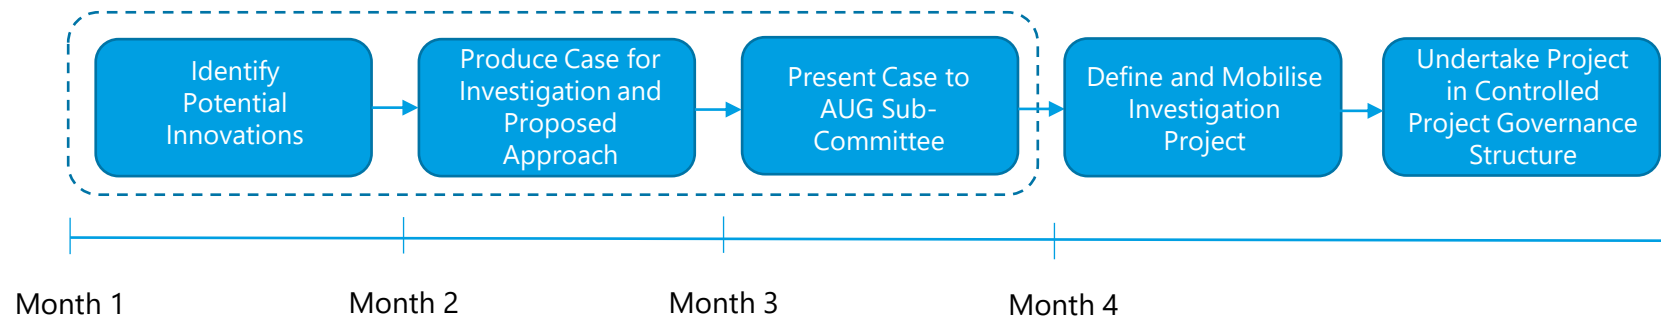 Identify
Potential
Innovations
Produce Case for
Investigation and
Proposed
Approach
Present Case to
AUG Sub-
Committee
Define and Mobilise
Investigation
Project
Undertake Project
in Controlled
Project Governance
Structure
Month 1
Month 2
Month 3
Month 4